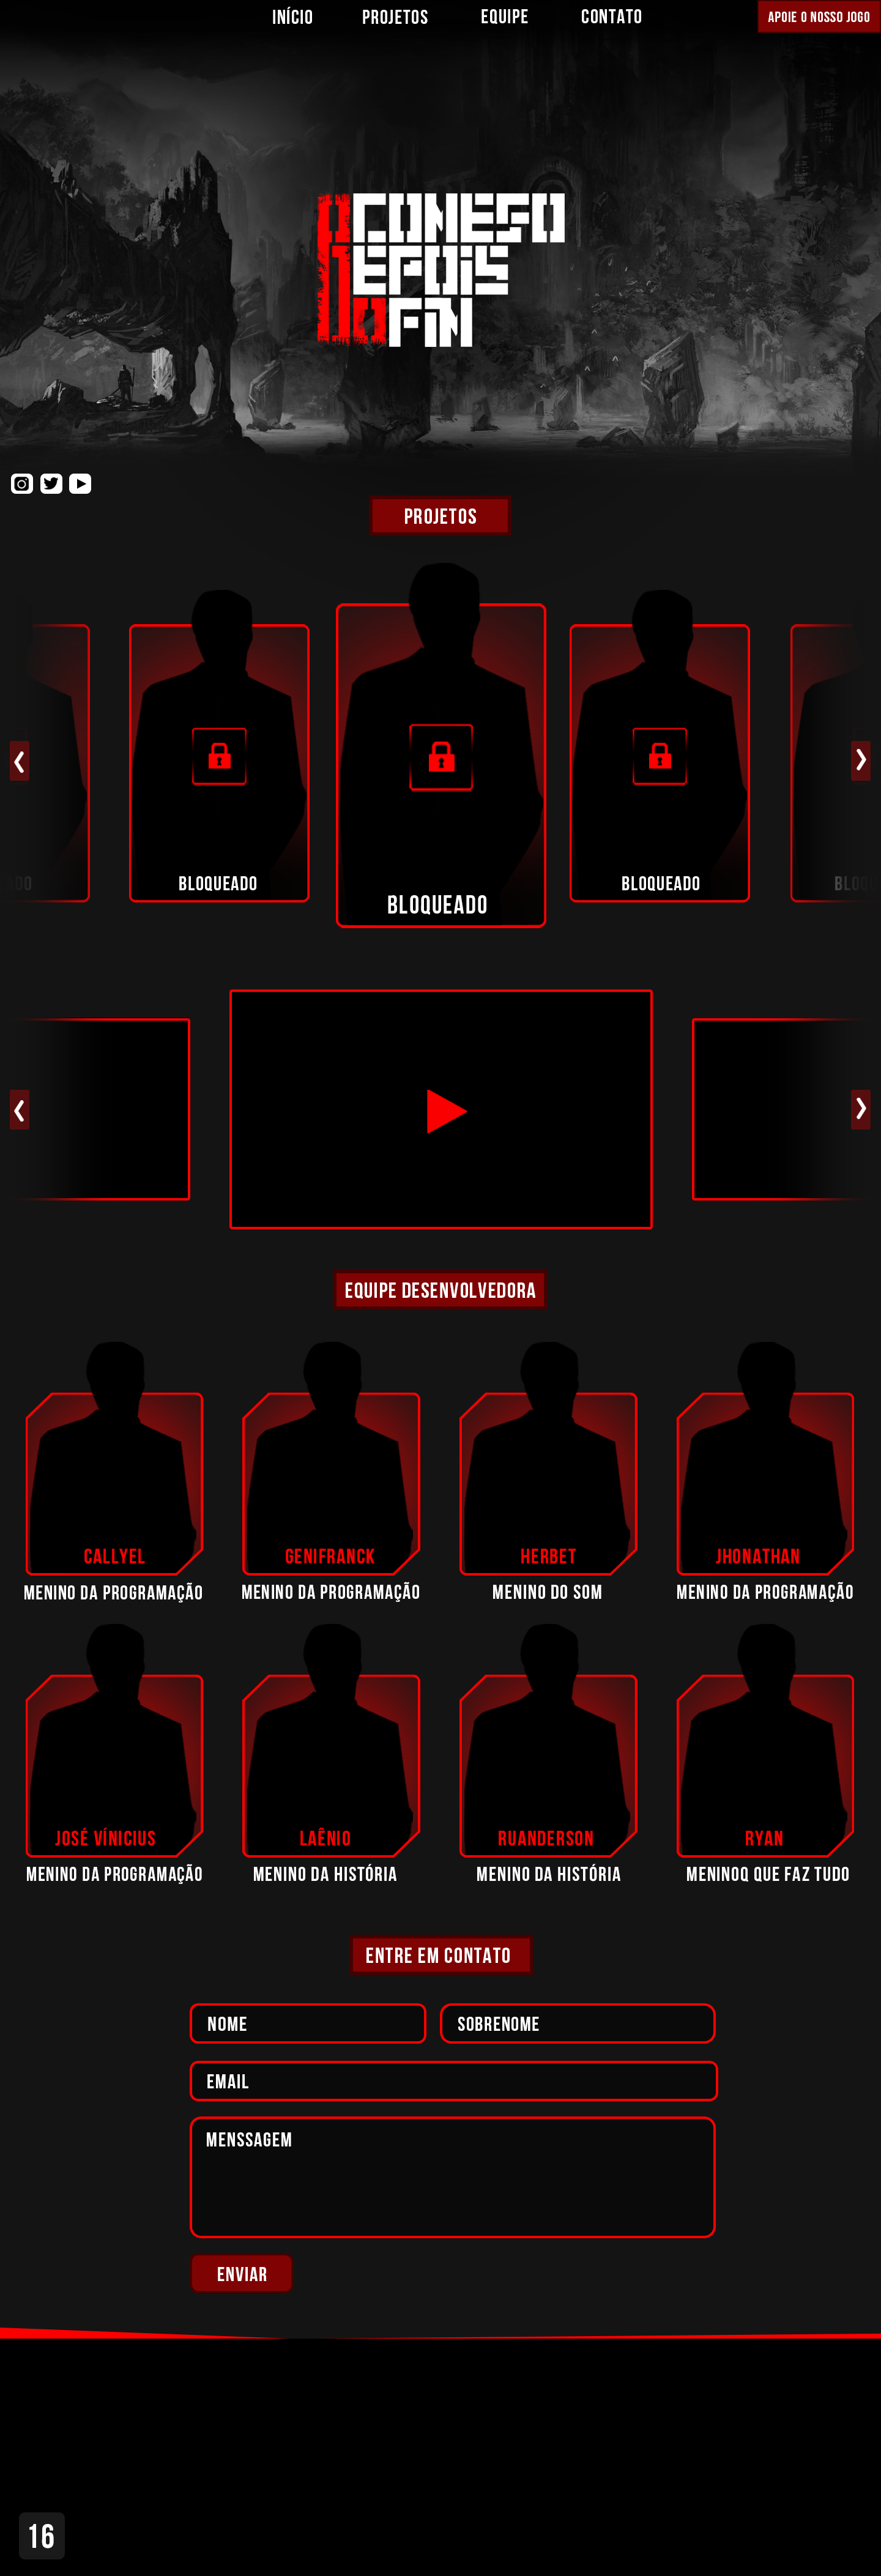 INÍCIO PROJETOS EQUIPE CONTATO APOIE O NOSSO JOGO
O COMEÇO
DEPOIS
DO FIM
PROJETOS
BLOQUEADO BLOQUEADO BLOQUEADO
EQUIPE DESENVOLVEDORA
CALLYEL GENIFRANCK HERBET JHONATHAN
MENINO DA PROGRAMAÇÃO MENINO DA PROGRAMAÇÃO MENINO DO SOM MENINO DA PROGRAMAÇÃO
JOSÉ VÍNICIUS LAÊNIO RUANDERSON RYAN
MENINO DA PROGRAMAÇÃO MENINO DA HISTÓRIA MENINO DA HISTÓRIA MENINOQ QUE FAZ TUDO
ENTRE EM CONTATO
NOME SOBRENOME
EMAIL
MENSSAGEM
ENVIAR
16